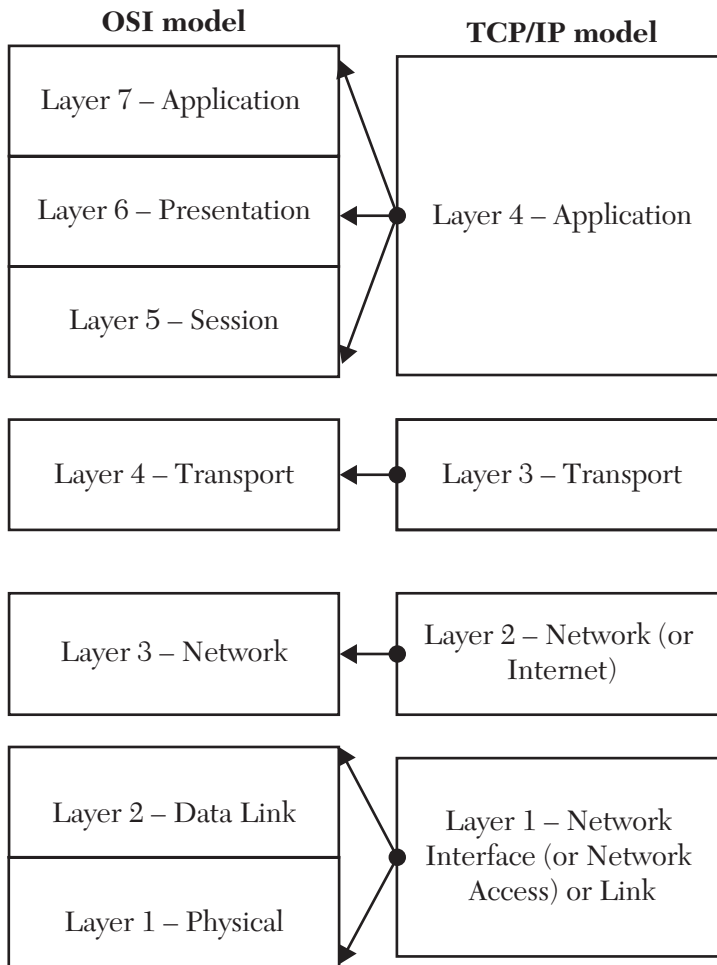 OSI model
TCP/IP model
Layer 7 – Application
Layer 6 – Presentation
Layer 5 – Session
Layer 4 – Application
Layer 4 – Transport
Layer 3 – Transport
Layer 3 – Network
Layer 2 – Network (or
Internet)
Layer 2 – Data Link
Layer 1 – Physical
Layer 1 – Network
Interface (or Network
Access) or Link